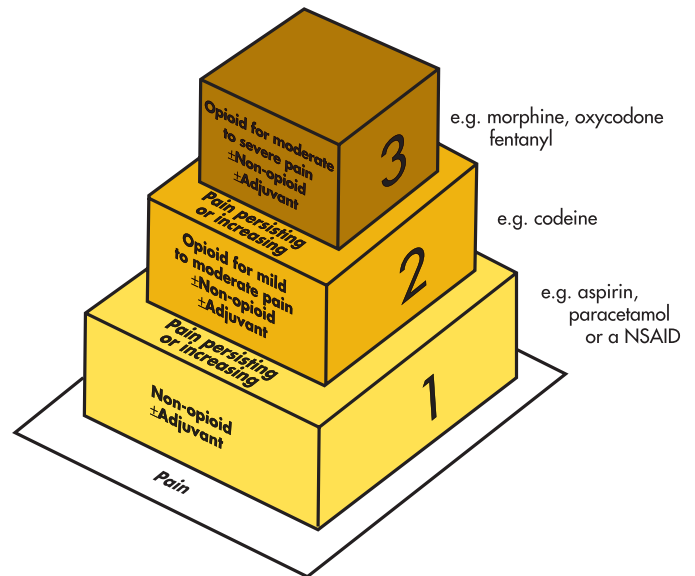 Opioid for moderate
to severe pain
±Non-opioid
±Adjuvant
3
e.g. morphine, oxycodone
fentanyl
Pain persisting
or increasing
Opioid for mild
to moderate pain
±Non-opioid
±Adjuvant
2
e.g. codeine
Pain persisting
or increasing
Non-opioid
±Adjuvant
1
e.g. aspirin,
paracetamol
or a NSAID
Pain